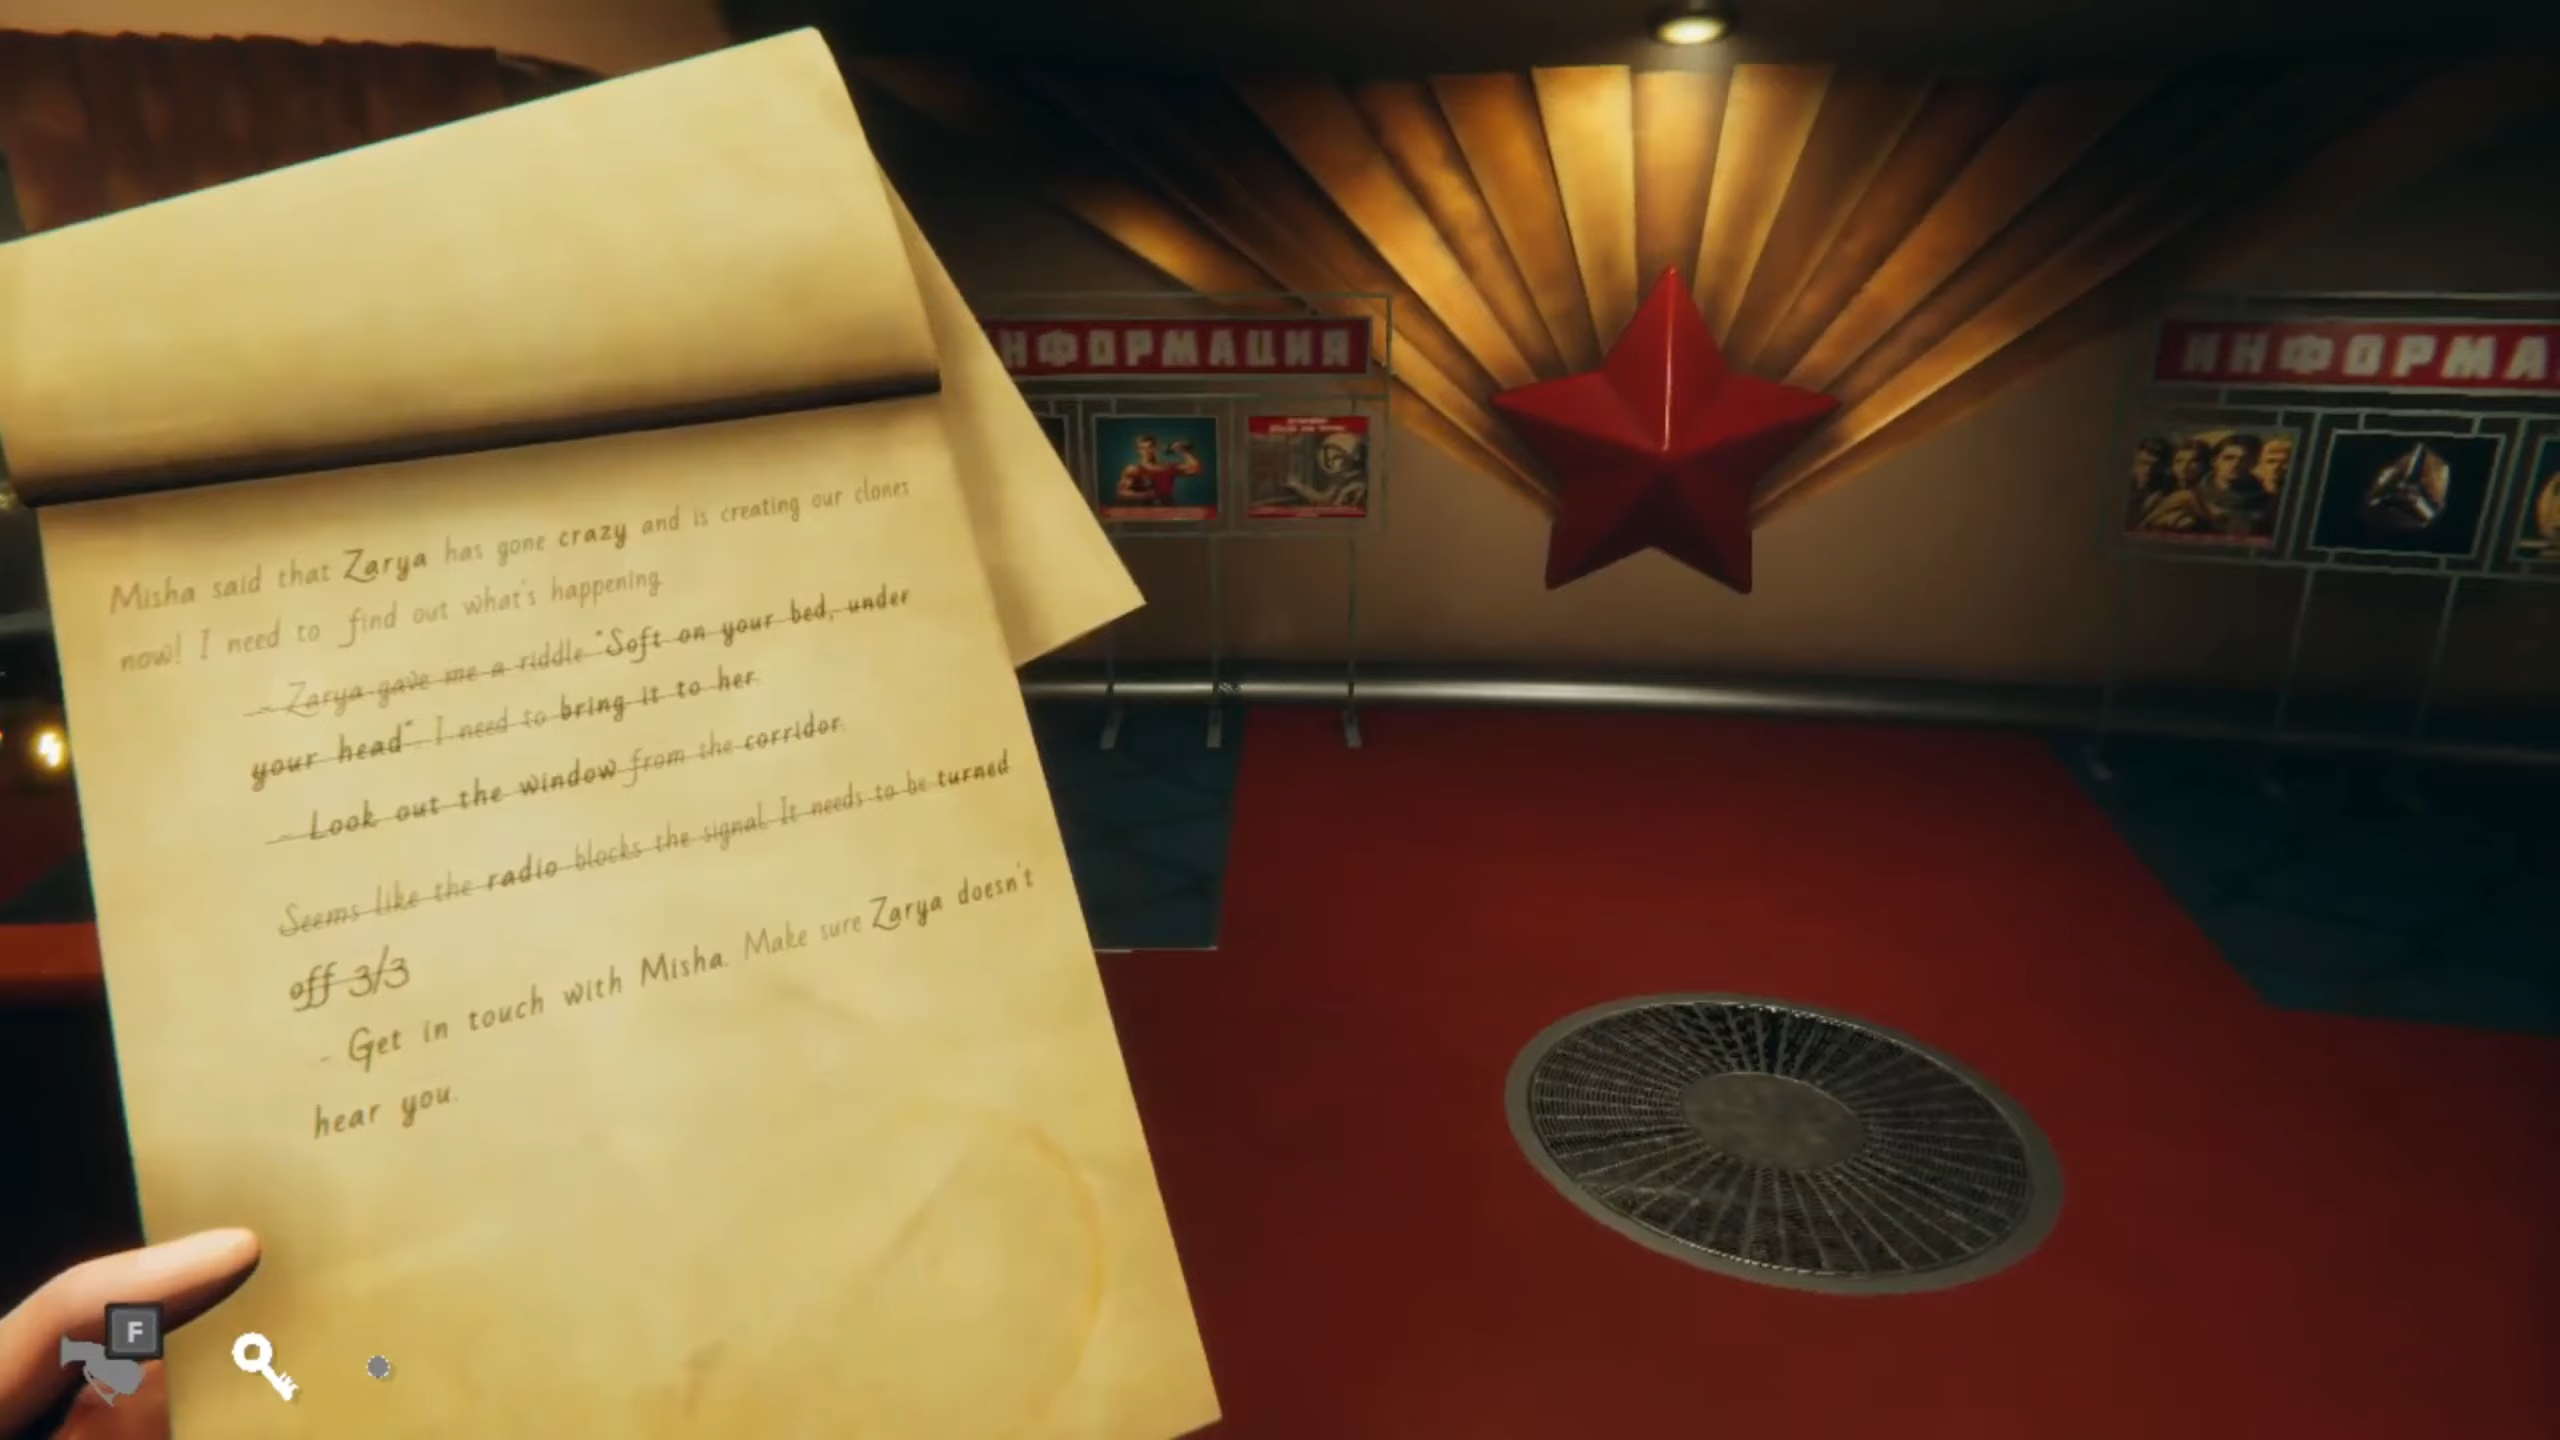 Misha said that Zarya has gone crazy and is creating our clones
now! I need to find out what's happening
- Zarya gave me a riddle "Soft on your bed, under
your head" I need to bring it to her.
- Look out the window from the corridor.
Seems like the radio blocks the signal. It needs to be turned
off 3/3
- Get in touch with Misha. Make sure Zarya doesn't
hear you.
НФОРМАЦИЯ
ИНФОРМА
F